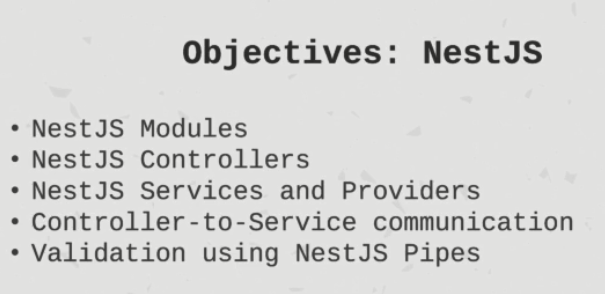 Objectives: NestJS
• NestJS Modules
• NestJS Controllers
• NestJS Services and Providers
• Controller-to-Service communication
• Validation using NestJS Pipes